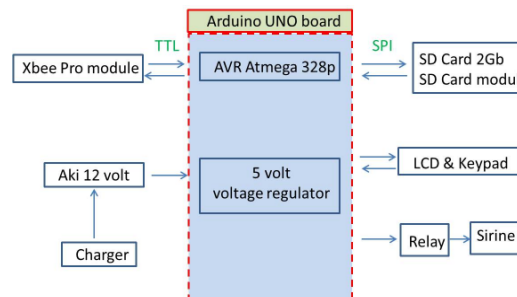 Arduino UNO board
TTL
SPI
Xbee Pro module
AVR Atmega 328p
SD Card 2Gb
SD Card modu
Aki 12 volt
5 volt
voltage regulator
LCD & Keypad
Charger
Relay
Sirine